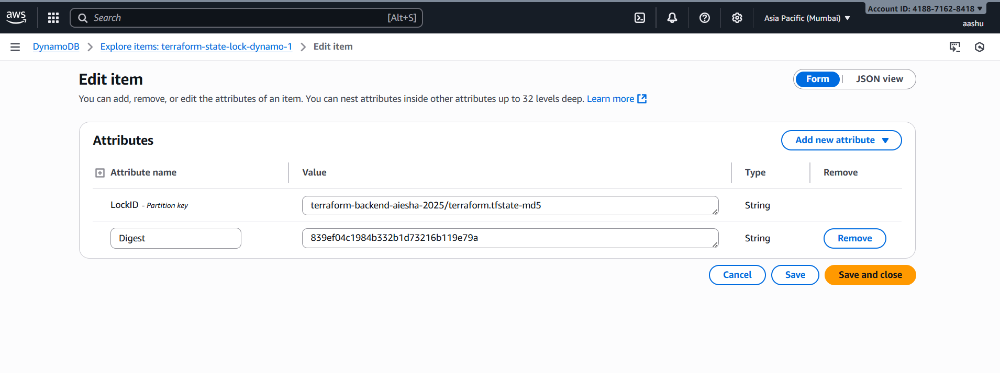 aws
Search [Alt+S]
Asia Pacific (Mumbai)
Account ID: 4188-7162-8418
aashu
DynamoDB
Explore items: terraform-state-lock-dynamo-1
Edit item
Edit item
Form
JSON view
You can add, remove, or edit the attributes of an item. You can nest attributes inside other attributes up to 32 levels deep. Learn more
Attributes
Add new attribute
Attribute name Value Type Remove
LockID - Partition key terraform-backend-aiesha-2025/terraform.tfstate-md5 String
Digest 839ef04c1984b332b1d73216b119e79a String Remove
Cancel Save Save and close